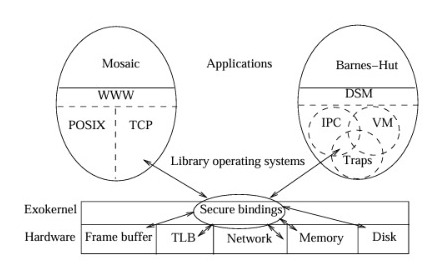 Mosaic
Applications
Barnes-Hut
WWW
DSM
POSIX
TCP
IPC
VM
Traps
Library operating systems
Exokernel
Secure bindings
Hardware
Frame buffer
TLB
Network
Memory
Disk